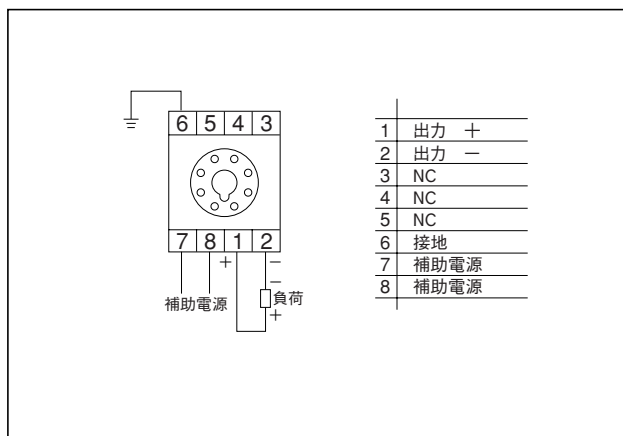 6 5 4 3
7 8 1 2
+ −
−
補助電源 負荷
+
1 出力 +
2 出力 −
3 NC
4 NC
5 NC
6 接地
7 補助電源
8 補助電源